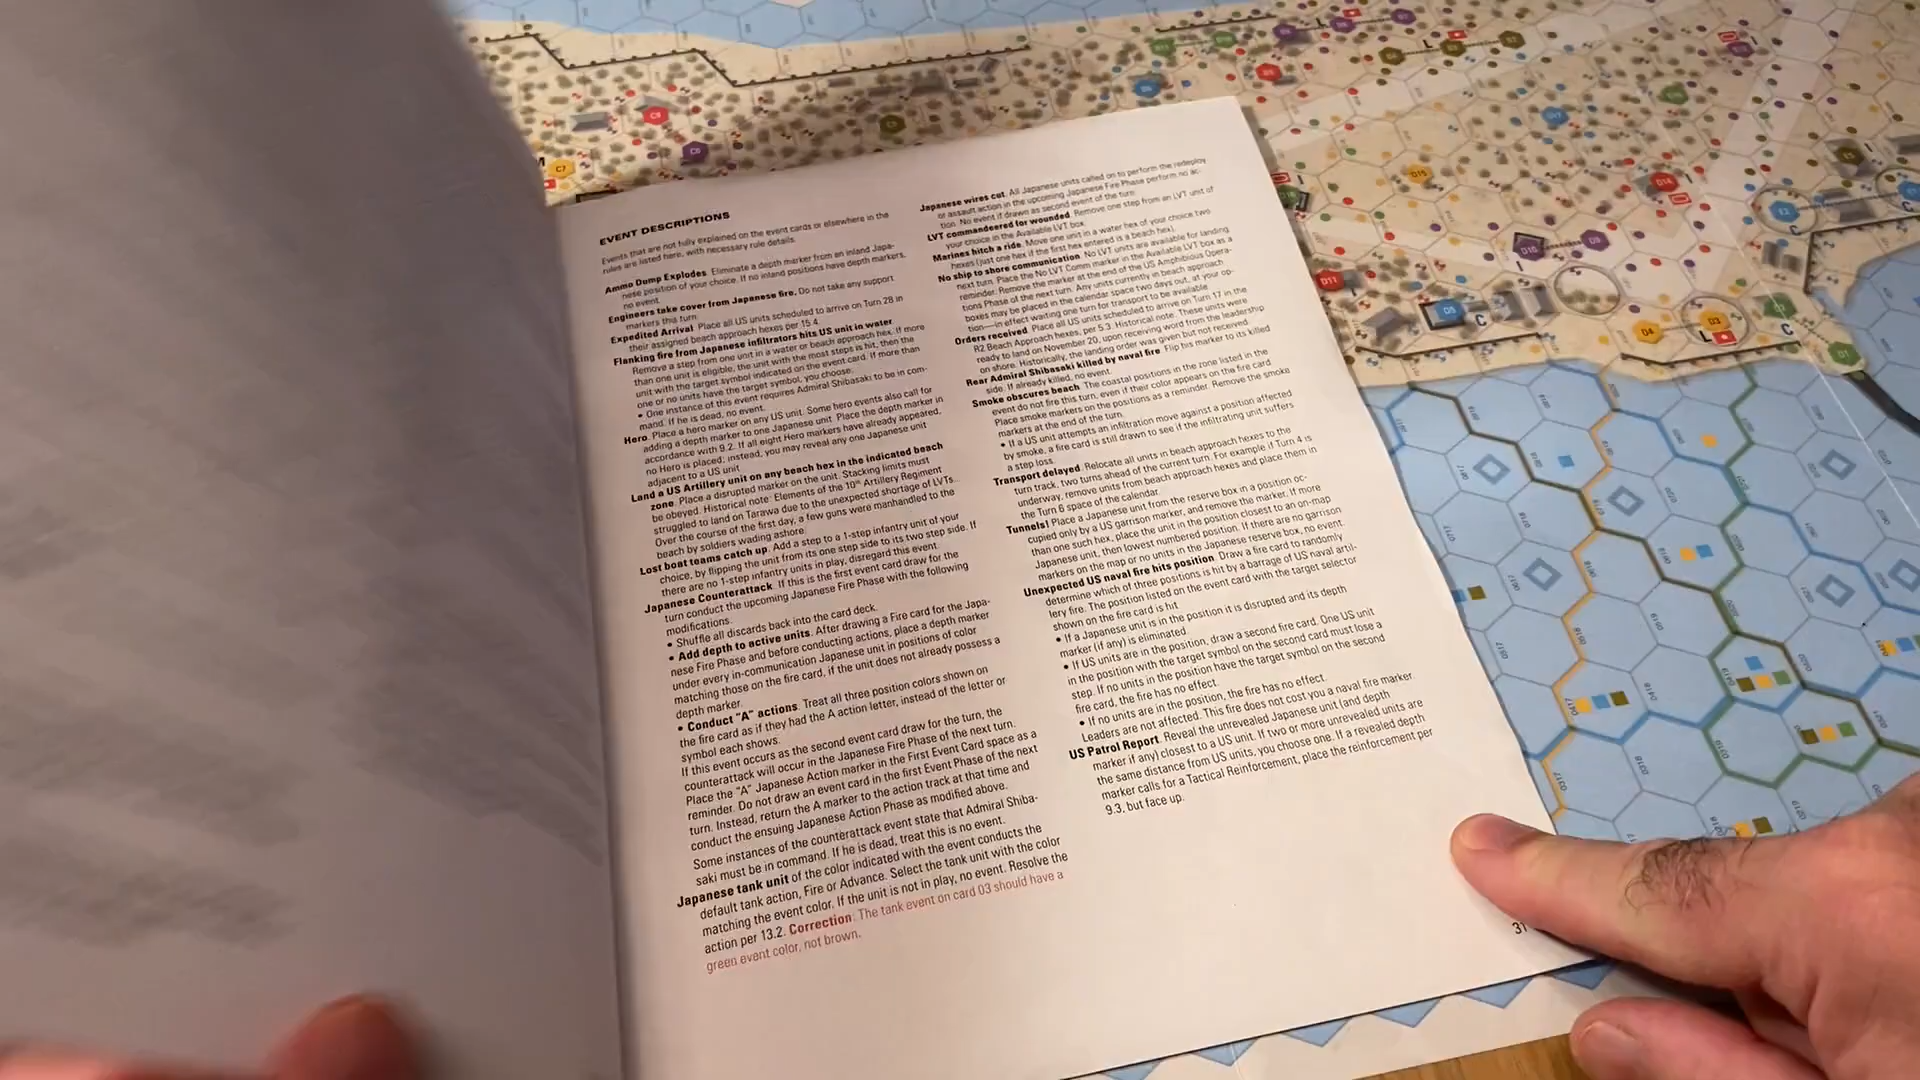 EVENT DESCRIPTIONS
Events that are not fully explained on the event cards or elsewhere in the
rules are listed here, with necessary rule details.
Ammo Dump Explodes. Eliminate a depth marker from an inland Japa-
nese position of your choice. If no inland positions have depth markers,
no event.
Engineers take cover from Japanese fire. Do not take any support
markers this turn.
Expedited Arrival. Place all US units scheduled to arrive on Turn 28 in
their assigned beach approach hexes per 15.4.
Flanking fire from Japanese infiltrators hits US unit in water
Remove a step from one unit in a water or beach approach hex. If more
than one unit is eligible, the unit with the most steps is hit, then the
unit with the target symbol indicated on the event card. If more than
one or no units have the target symbol, you choose.
• One instance of this event requires Admiral Shibasaki to be in com-
mand. If he is dead, no event.
Hero. Place a hero marker on any US unit. Some hero events also call for
adding a depth marker to one Japanese unit. Place the depth marker in
accordance with 9.2. If all eight Hero markers have already appeared,
no Hero is placed; instead, you may reveal any one Japanese unit
adjacent to a US unit.
Land a US Artillery unit on any beach hex in the indicated beach
zone. Place a disrupted marker on the unit. Stacking limits must
be obeyed. Historical note: Elements of the 10th Artillery Regiment
struggled to land on Tarawa due to the unexpected shortage of LVTs.
Over the course of the first day, a few guns were manhandled to the
beach by soldiers wading ashore.
Lost boat teams catch up. Add a step to a 1-step infantry unit of your
choice, by flipping the unit from its one step side to its two step side. If
there are no 1-step infantry units in play, disregard this event.
Japanese Counterattack. If this is the first event card draw for the
turn conduct the upcoming Japanese Fire Phase with the following
modifications.
• Shuffle all discards back into the card deck.
• Add depth to active units. After drawing a Fire card for the Japa-
nese Fire Phase and before conducting actions, place a depth marker
under every in-communication Japanese unit in positions of color
matching those on the fire card, if the unit does not already possess a
depth marker.
• Conduct "A" actions. Treat all three position colors shown on
the fire card as if they had the A action letter, instead of the letter or
symbol each shows.
If this event occurs as the second event card draw for the turn, the
counterattack will occur in the Japanese Fire Phase of the next turn.
Place the "A" Japanese Action marker in the First Event Card space as a
reminder. Do not draw an event card in the first Event Phase of the next
turn. Instead, return the A marker to the action track at that time and
conduct the ensuing Japanese Action Phase as modified above.
Some instances of the counterattack event state that Admiral Shiba-
saki must be in command. If he is dead, treat this is no event.
Japanese tank unit of the color indicated with the event conducts the
default tank action, Fire or Advance. Select the tank unit with the color
matching the event color. If the unit is not in play, no event. Resolve the
action per 13.2. Correction: The tank event on card 03 should have a
green event color, not brown.
Japanese wires cut. All Japanese units called on to perform the redeploy
or assault action in the upcoming Japanese Fire Phase perform no ac-
tion. No event if drawn as second event of the turn.
LVT commandeered for wounded. Remove one step from an LVT unit of
your choice in the Available LVT box.
Marines hitch a ride. Move one unit in a water hex of your choice two
hexes (just one hex if the first hex entered is a beach hex).
No ship to shore communication. No LVT units are available for landing
next turn. Place the No LVT Comm marker in the Available LVT box as a
reminder. Remove the marker at the end of the US Amphibious Opera-
tions Phase of the next turn. Any units currently in beach approach
boxes may be placed in the calendar space two days out, at your op-
tion—in effect waiting one turn for transport to be available.
Orders received. Place all US units scheduled to arrive on Turn 17 in the
R2 Beach Approach hexes, per 5.3. Historical note: These units were
ready to land on November 20, upon receiving word from the leadership
on shore. Historically, the landing order was given but not received.
Rear Admiral Shibasaki killed by naval fire. Flip his marker to its killed
side. If already killed, no event.
Smoke obscures beach. The coastal positions in the zone listed in the
event do not fire this turn, even if their color appears on the fire card.
Place smoke markers on the positions as a reminder. Remove the smoke
markers at the end of the turn.
• If a US unit attempts an infiltration move against a position affected
by smoke, a fire card is still drawn to see if the infiltrating unit suffers
a step loss.
Transport delayed. Relocate all units in beach approach hexes to the
turn track, two turns ahead of the current turn. For example if Turn 4 is
underway, remove units from beach approach hexes and place them in
the Turn 6 space of the calendar.
Tunnels! Place a Japanese unit from the reserve box in a position oc-
cupied only by a US garrison marker, and remove the marker. If more
than one such hex, place the unit in the position closest to an on-map
Japanese unit, then lowest numbered position. If there are no garrison
markers on the map or no units in the Japanese reserve box, no event.
Unexpected US naval fire hits position. Draw a fire card to randomly
determine which of three positions is hit by a barrage of US naval artil-
lery fire. The position listed on the event card with the target selector
shown on the fire card is hit.
• If a Japanese unit is in the position it is disrupted and its depth
marker (if any) is eliminated.
• If US units are in the position, draw a second fire card. One US unit
in the position with the target symbol on the second card must lose a
step. If no units in the position have the target symbol on the second
fire card, the fire has no effect.
• If no units are in the position, the fire has no effect.
Leaders are not affected. This fire does not cost you a naval fire marker.
US Patrol Report. Reveal the unrevealed Japanese unit (and depth
marker if any) closest to a US unit. If two or more unrevealed units are
the same distance from US units, you choose one. If a revealed depth
marker calls for a Tactical Reinforcement, place the reinforcement per
9.3, but face up.
31